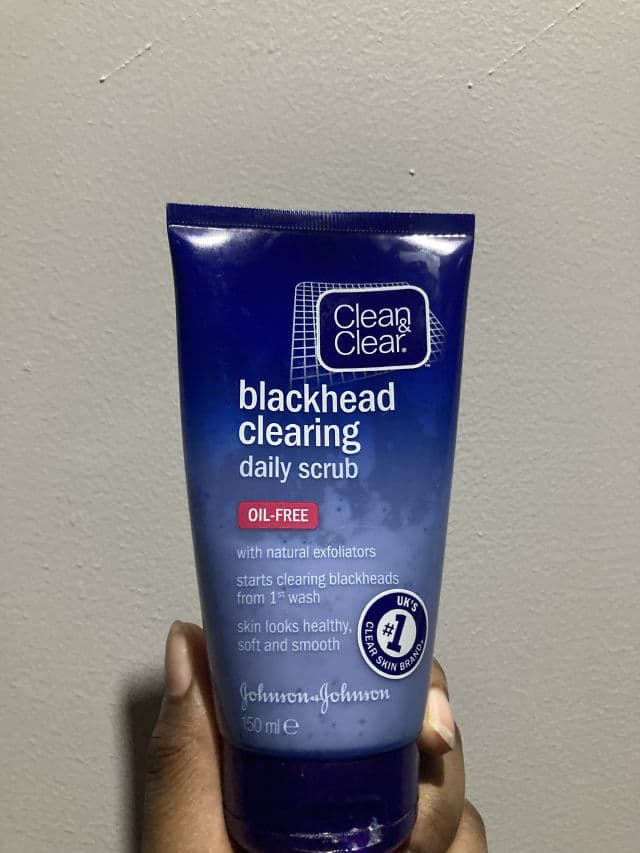 Clean
&
Clear®
™
blackhead
clearing
daily scrub
OIL-FREE
with natural exfoliators
starts clearing blackheads
from 1st wash
skin looks healthy,
soft and smooth
UK'S
#1
CLEAR SKIN BRAND
Johnson & Johnson
150 ml ℮